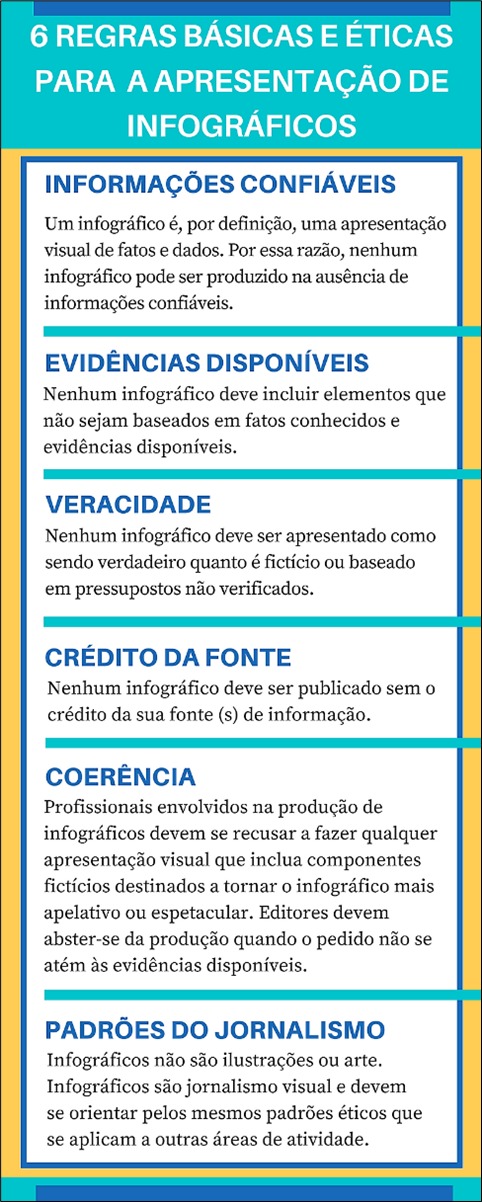 6 REGRAS BÁSICAS E ÉTICAS
PARA A APRESENTAÇÃO DE
INFOGRÁFICOS
INFORMAÇÕES CONFIÁVEIS
Um infográfico é, por definição, uma apresentação
visual de fatos e dados. Por essa razão, nenhum
infográfico pode ser produzido na ausência de
informações confiáveis.
EVIDÊNCIAS DISPONÍVEIS
Nenhum infográfico deve incluir elementos que
não sejam baseados em fatos conhecidos e
evidências disponíveis.
VERACIDADE
Nenhum infográfico deve ser apresentado como
sendo verdadeiro quanto é fictício ou baseado
em pressupostos não verificados.
CRÉDITO DA FONTE
Nenhum infográfico deve ser publicado sem o
crédito da sua fonte (s) de informação.
COERÊNCIA
Profissionais envolvidos na produção de
infográficos devem se recusar a fazer qualquer
apresentação visual que inclua componentes
fictícios destinados a tornar o infográfico mais
apelativo ou espetacular. Editores devem
abster-se da produção quando o pedido não se
atém às evidências disponíveis.
PADRÕES DO JORNALISMO
Infográficos não são ilustrações ou arte.
Infográficos são jornalismo visual e devem
se orientar pelos mesmos padrões éticos que
se aplicam a outras áreas de atividade.